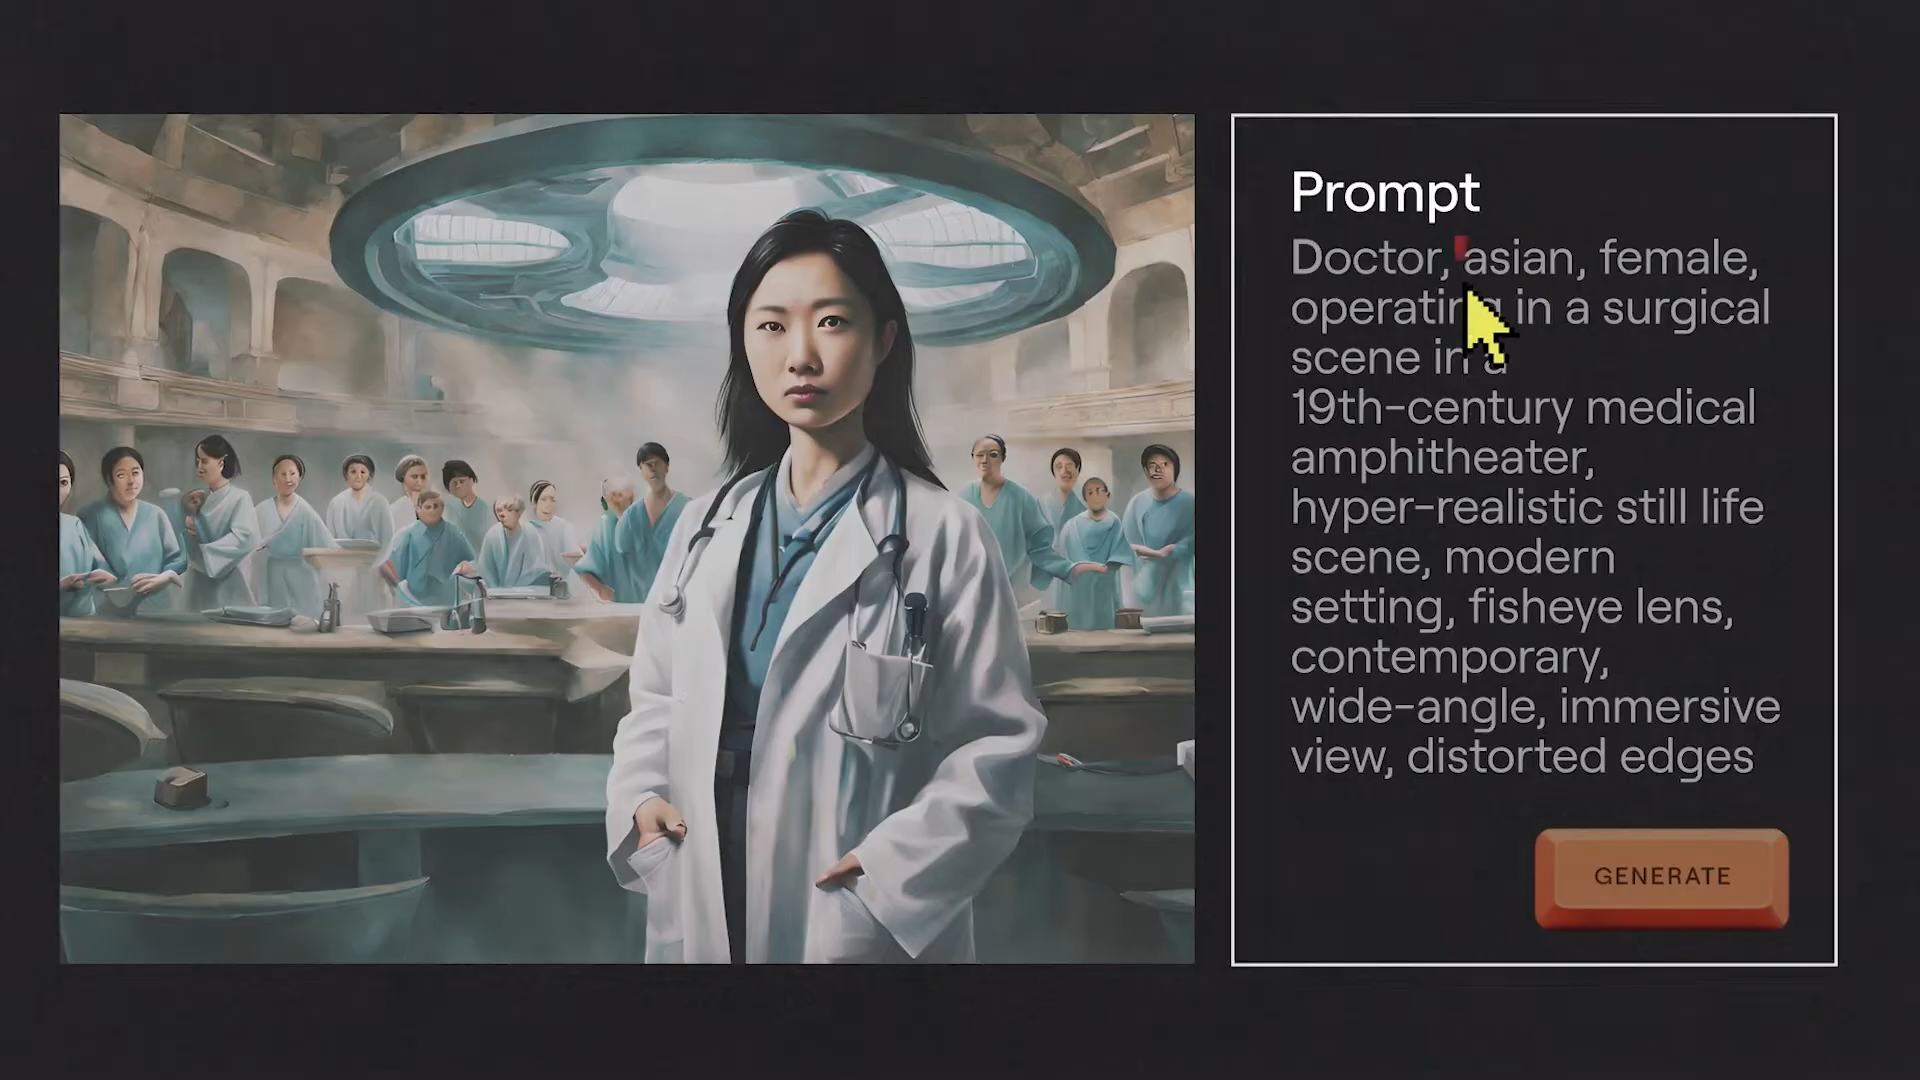 Prompt
Doctor, asian, female,
operating in a surgical
scene in a
19th-century medical
amphitheater,
hyper-realistic still life
scene, modern
setting, fisheye lens,
contemporary,
wide-angle, immersive
view, distorted edges
GENERATE